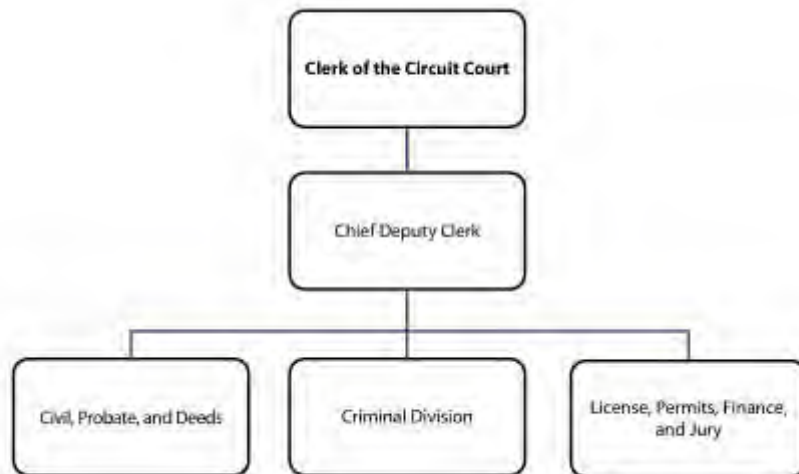 Clerk of the Circuit Court
Chief Deputy Clerk
Civil, Probate, and Deeds
Criminal Division
License, Permits, Finance,
and Jury